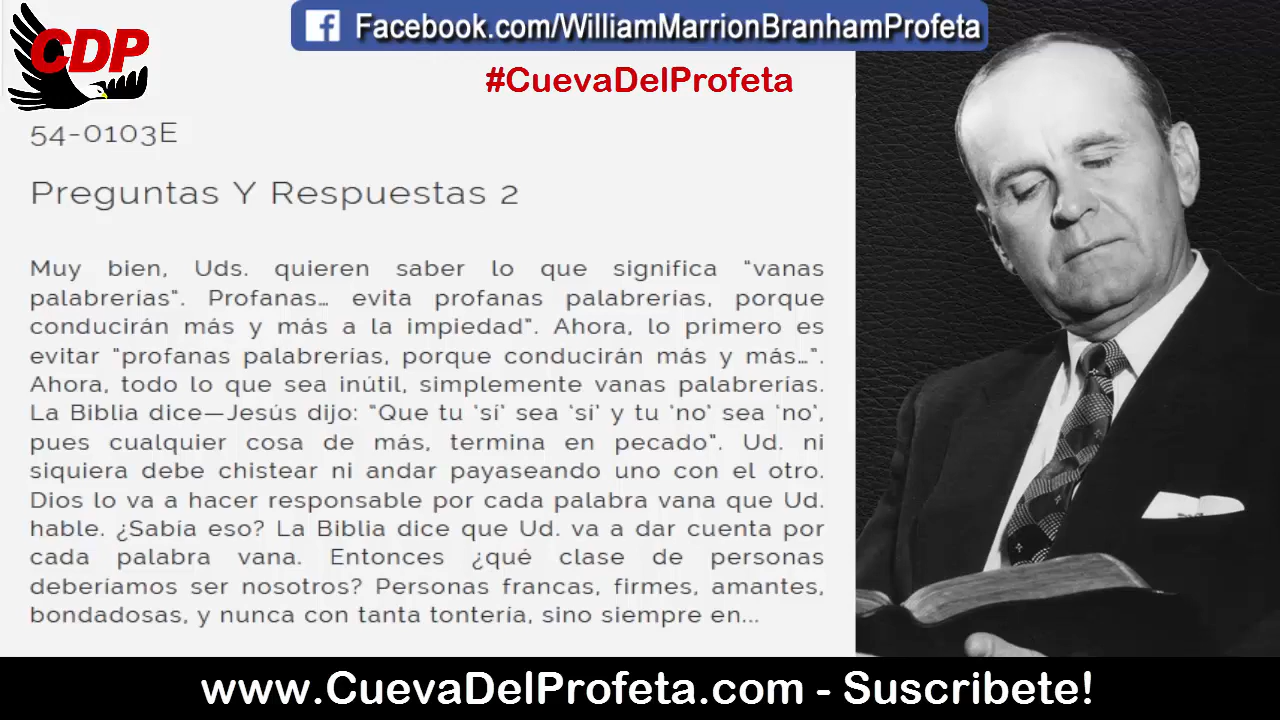 CDP
Facebook.com/WilliamMarrionBranhamProfeta
#CuevaDelProfeta
54-0103E
Preguntas Y Respuestas 2
Muy bien, Uds. quieren saber lo que significa "vanas
palabrerías". Profanas… evita profanas palabrerías, porque
conducirán más y más a la impiedad". Ahora, lo primero es
evitar "profanas palabrerías, porque conducirán más y más…".
Ahora, todo lo que sea inútil, simplemente vanas palabrerías.
La Biblia dice—Jesús dijo: "Que tu 'sí' sea 'sí' y tu 'no' sea 'no',
pues cualquier cosa de más, termina en pecado". Ud. ni
siquiera debe chistear ni andar payaseando uno con el otro.
Dios lo va a hacer responsable por cada palabra vana que Ud.
hable. ¿Sabía eso? La Biblia dice que Ud. va a dar cuenta por
cada palabra vana. Entonces ¿qué clase de personas
deberíamos ser nosotros? Personas francas, firmes, amantes,
bondadosas, y nunca con tanta tontería, sino siempre en...
www.CuevaDelProfeta.com - Suscribete!